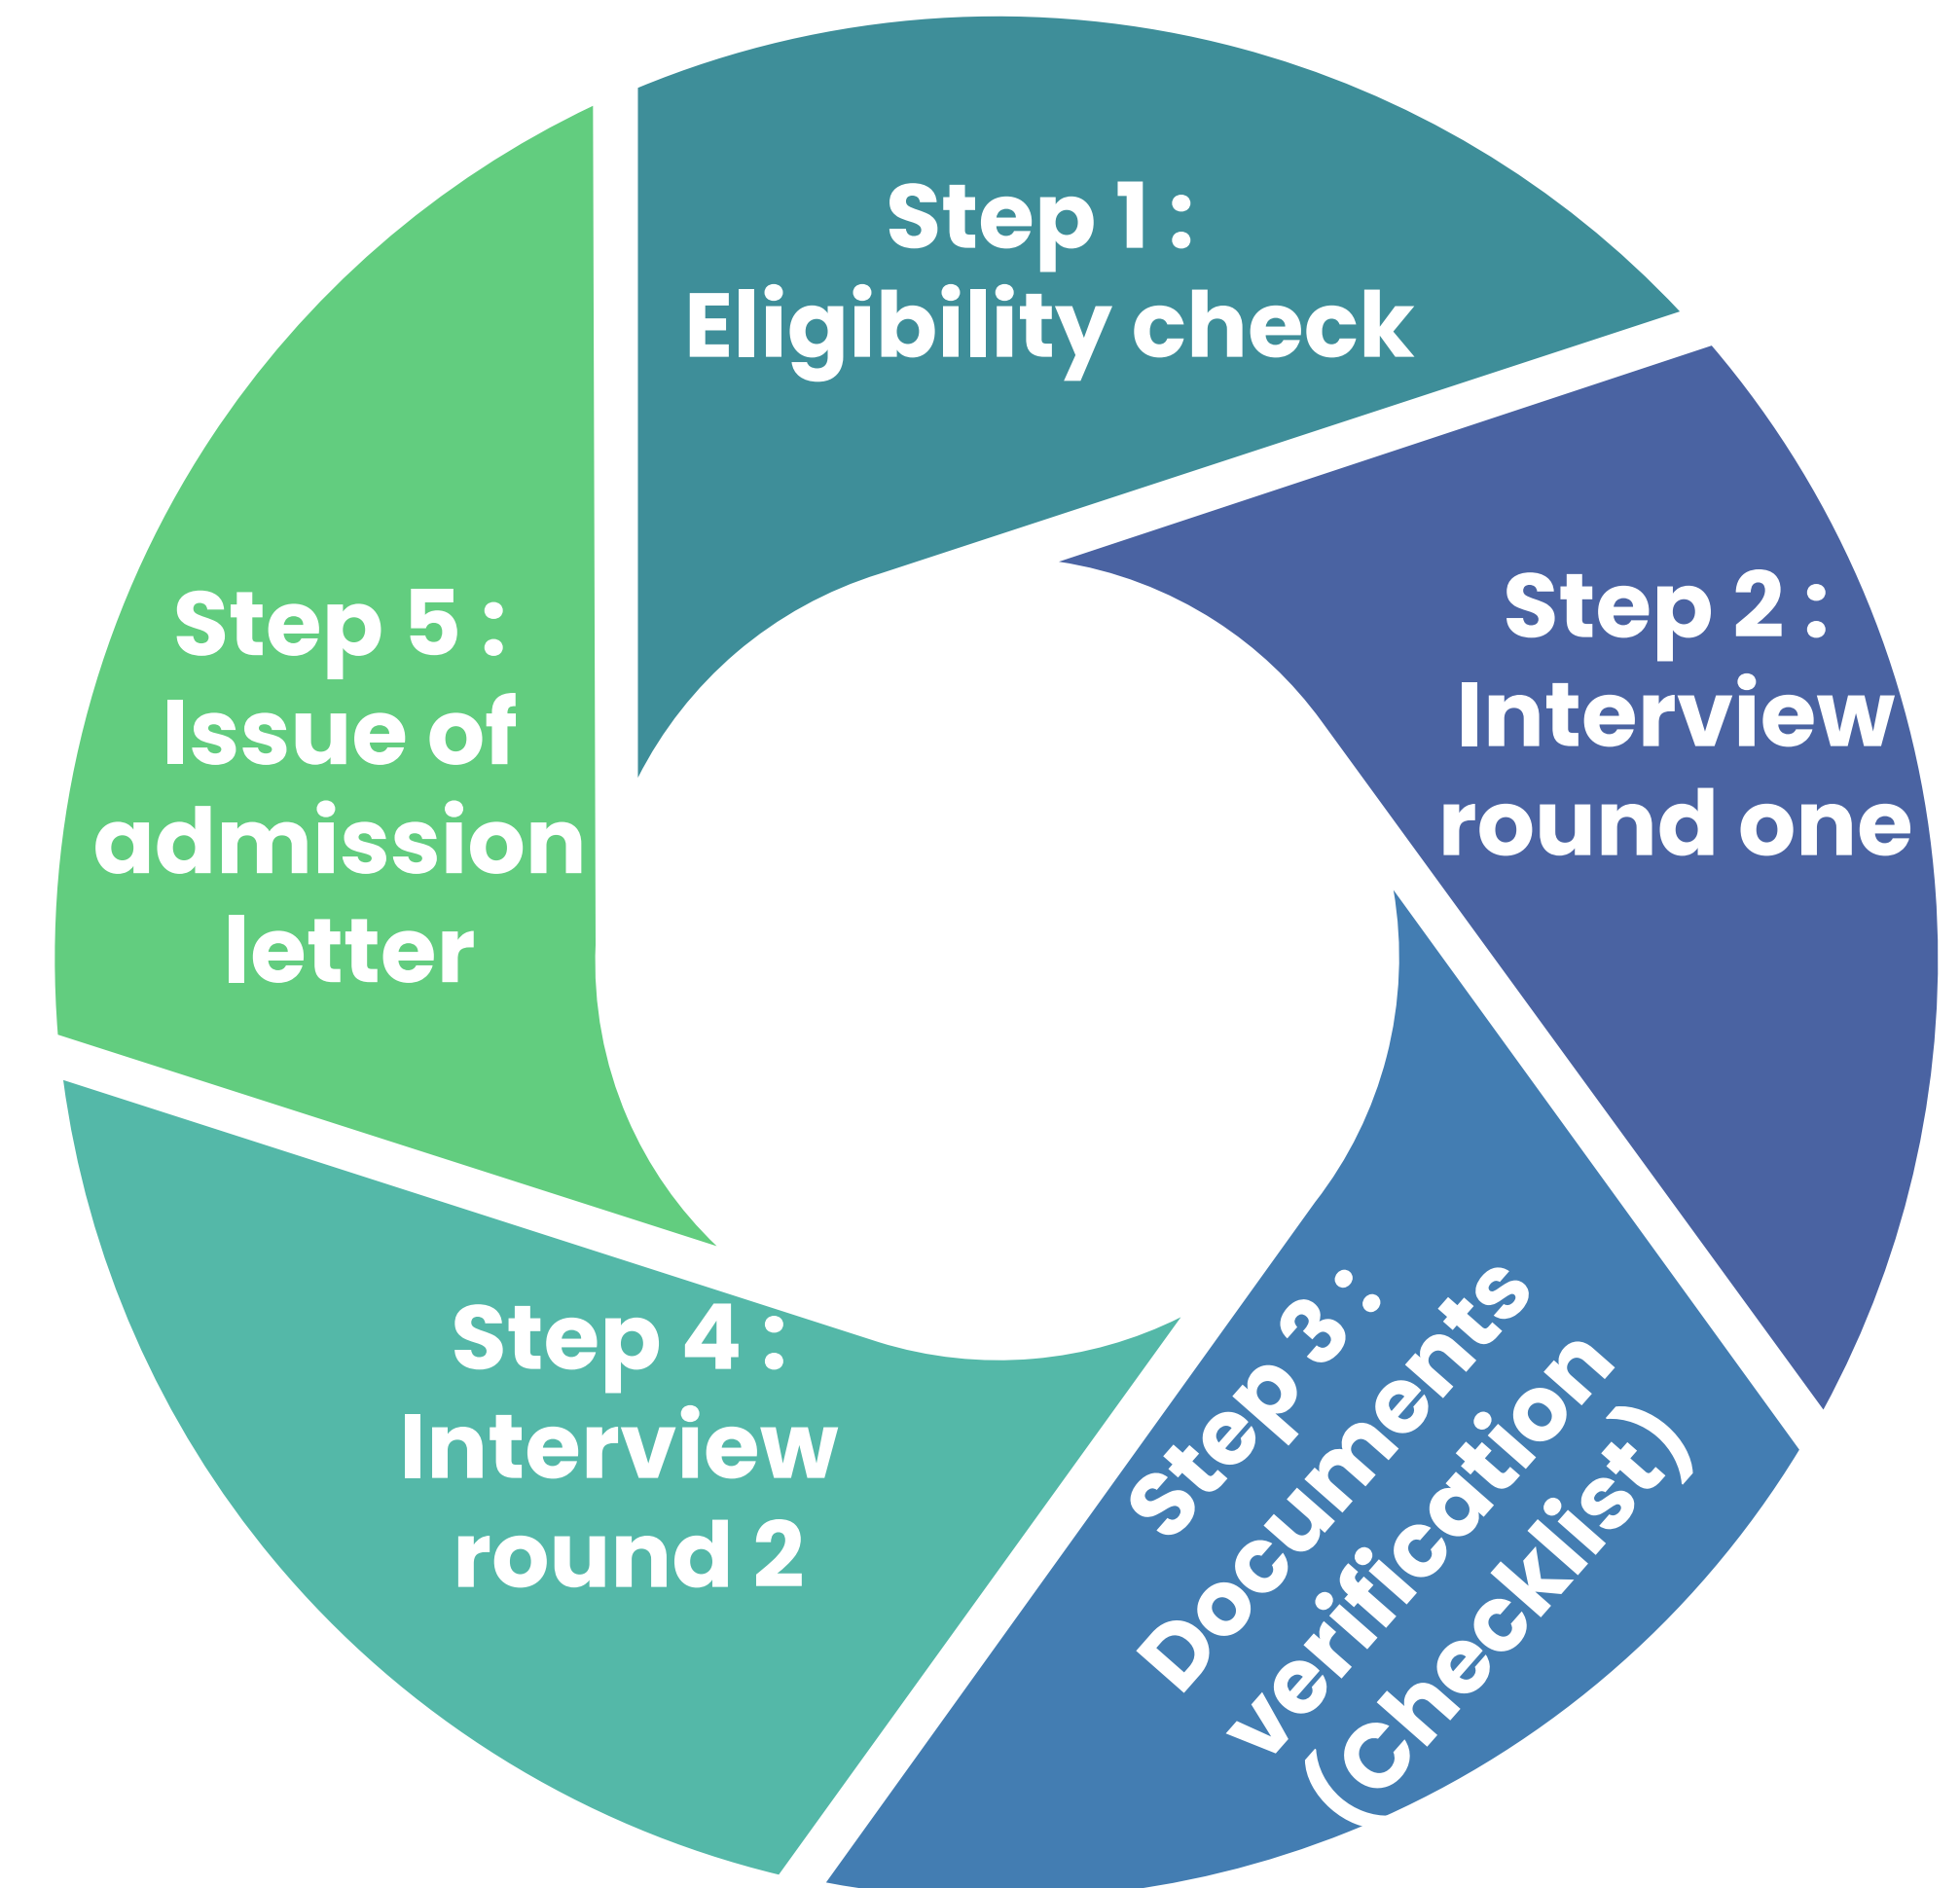 Step 1 :
Eligibility check
Step 2 :
Interview
round one
Step 3 :
Documents
verification
(Checklist)
Step 4 :
Interview
round 2
Step 5 :
Issue of
admission
letter